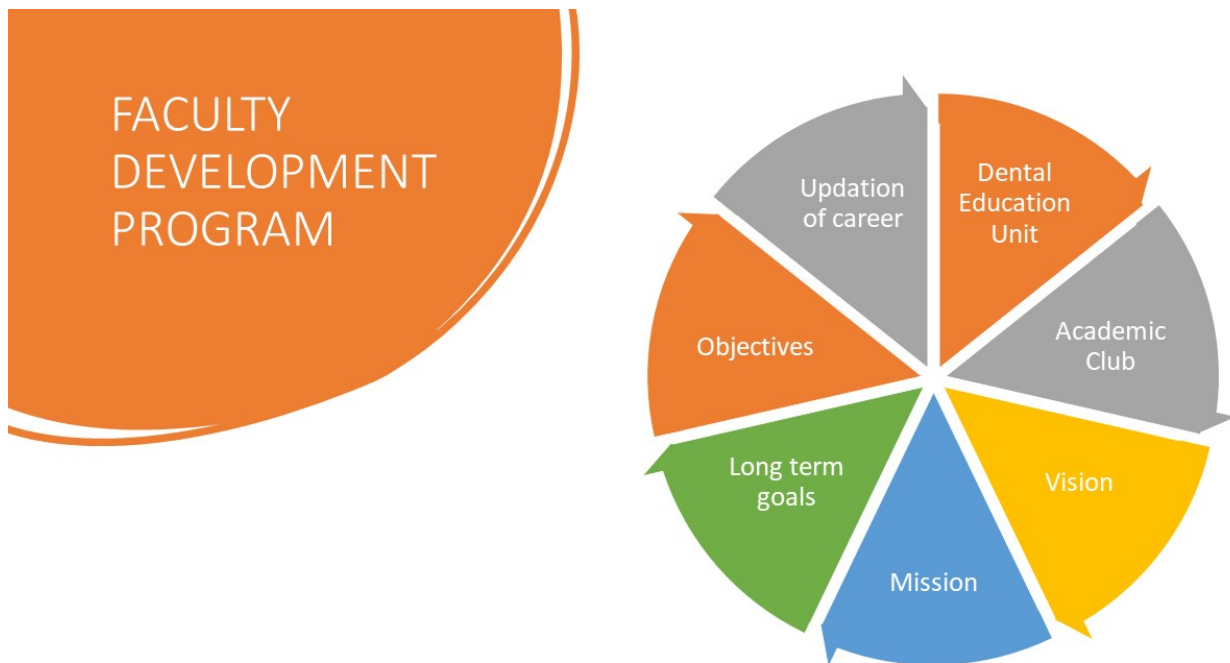 FACULTY
DEVELOPMENT
PROGRAM
Dental
Education
Unit
Academic
Club
Vision
Mission
Long term
goals
Objectives
Updation
of career